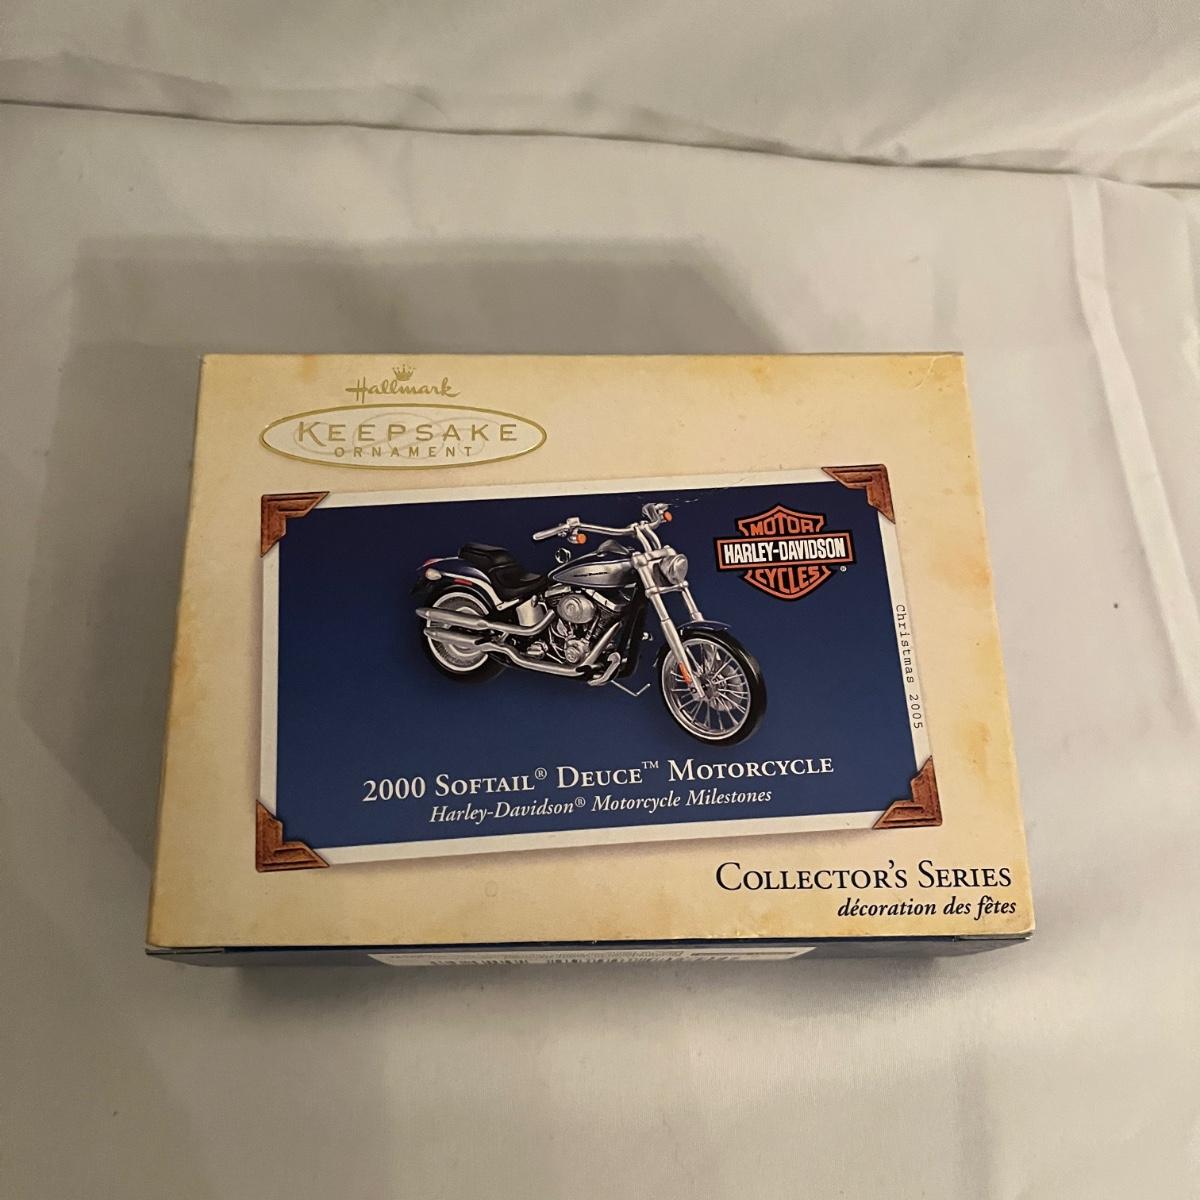 Hallmark
KEEPSAKE
ORNAMENT
MOTOR
HARLEY-DAVIDSON
CYCLES
®
Christmas 2005
2000 SOFTAIL® DEUCE™ MOTORCYCLE
Harley-Davidson® Motorcycle Milestones
COLLECTOR'S SERIES
décoration des fêtes